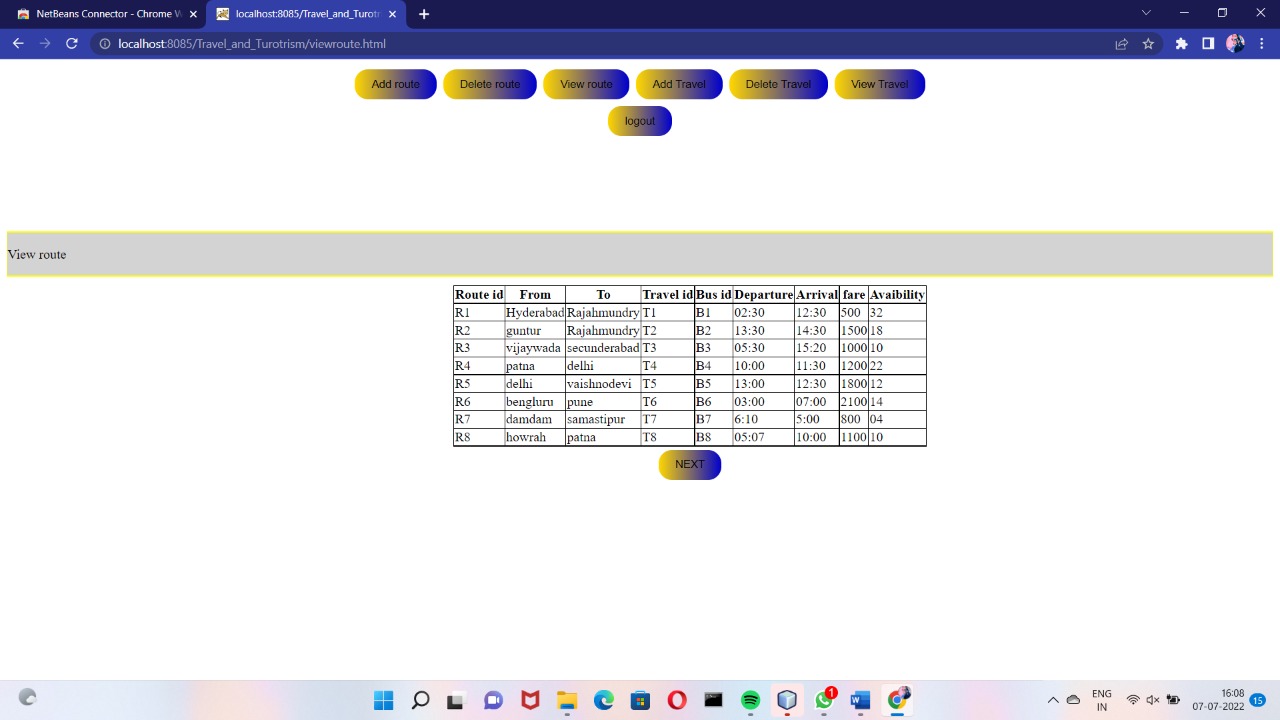 NetBeans Connector - Chrome W
localhost:8085/Travel_and_Turotr
localhost:8085/Travel_and_Turotrism/viewroute.html
Add route Delete route View route Add Travel Delete Travel View Travel
logout
View route
Route id From To Travel id Bus id Departure Arrival fare Avaibility
R1 Hyderabad Rajahmundry T1 B1 02:30 12:30 500 32
R2 guntur Rajahmundry T2 B2 13:30 14:30 1500 18
R3 vijaywada secunderabad T3 B3 05:30 15:20 1000 10
R4 patna delhi T4 B4 10:00 11:30 1200 22
R5 delhi vaishnodevi T5 B5 13:00 12:30 1800 12
R6 bengluru pune T6 B6 03:00 07:00 2100 14
R7 damdam samastipur T7 B7 6:10 5:00 800 04
R8 howrah patna T8 B8 05:07 10:00 1100 10
NEXT
1
ENG
IN
16:08
07-07-2022
15